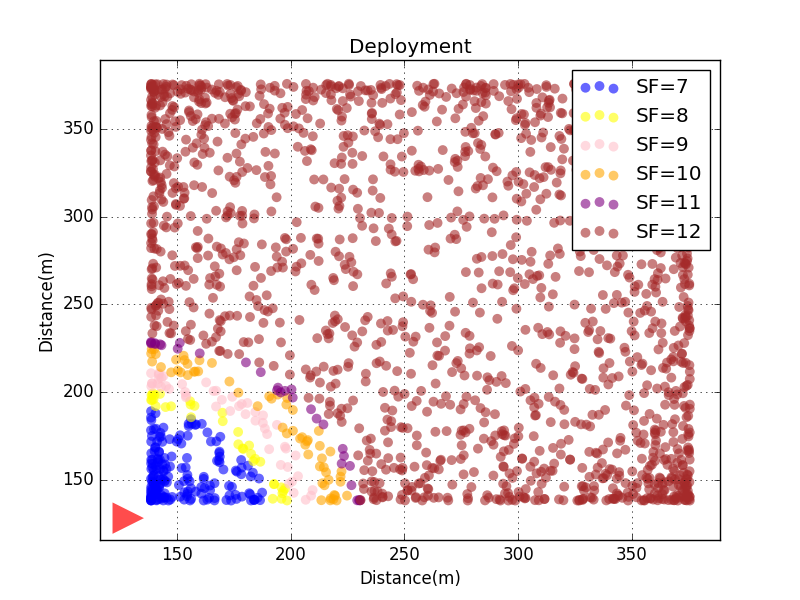 Deployment
SF=7
SF=8
SF=9
SF=10
SF=11
SF=12
350
300
250
200
150
Distance(m)
150
200
250
300
350
Distance(m)